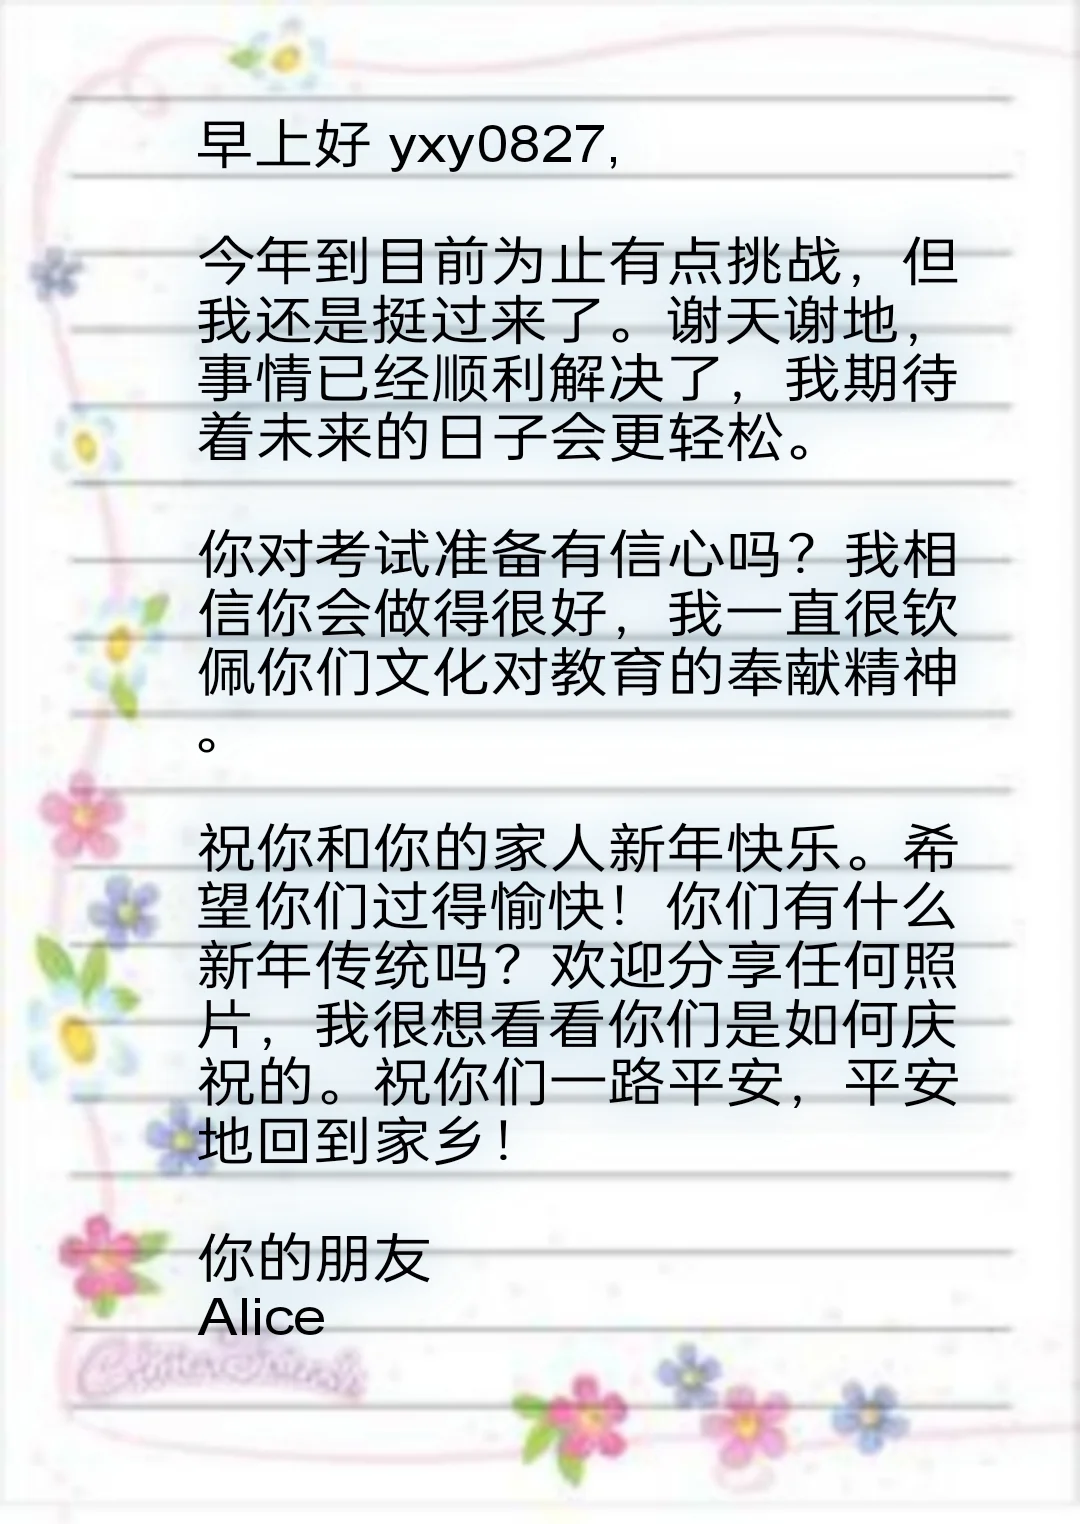 早上好 yxy0827,
今年到目前为止有点挑战，但
我还是挺过来了。谢天谢地，
事情已经顺利解决了，我期待
着未来的日子会更轻松。
你对考试准备有信心吗？我相
信你会做得很好，我一直很钦
佩你们文化对教育的奉献精神
。
祝你和你的家人新年快乐。希
望你们过得愉快！你们有什么
新年传统吗？欢迎分享任何照
片，我很想看看你们是如何庆
祝的。祝你们一路平安，平安
地回到家乡！
你的朋友
Alice